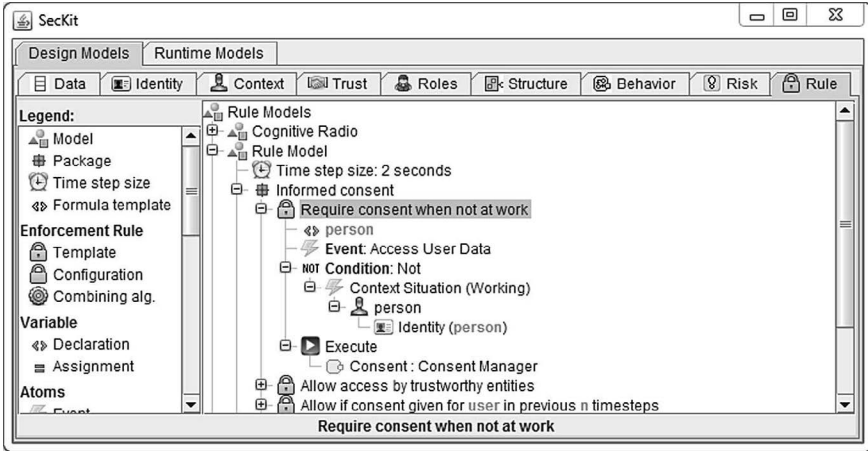 SecKit
Design Models Runtime Models
Data Identity Context Trust Roles Structure Behavior Risk Rule
Legend:
Model
Package
Time step size
Formula template
Enforcement Rule
Template
Configuration
Combining alg.
Variable
Declaration
Assignment
Atoms
Event
Rule Models
Cognitive Radio
Rule Model
Time step size: 2 seconds
Informed consent
Require consent when not at work
person
Event: Access User Data
NOT Condition: Not
Context Situation (Working)
person
Identity (person)
Execute
Consent : Consent Manager
Allow access by trustworthy entities
Allow if consent given for user in previous n timesteps
Require consent when not at work